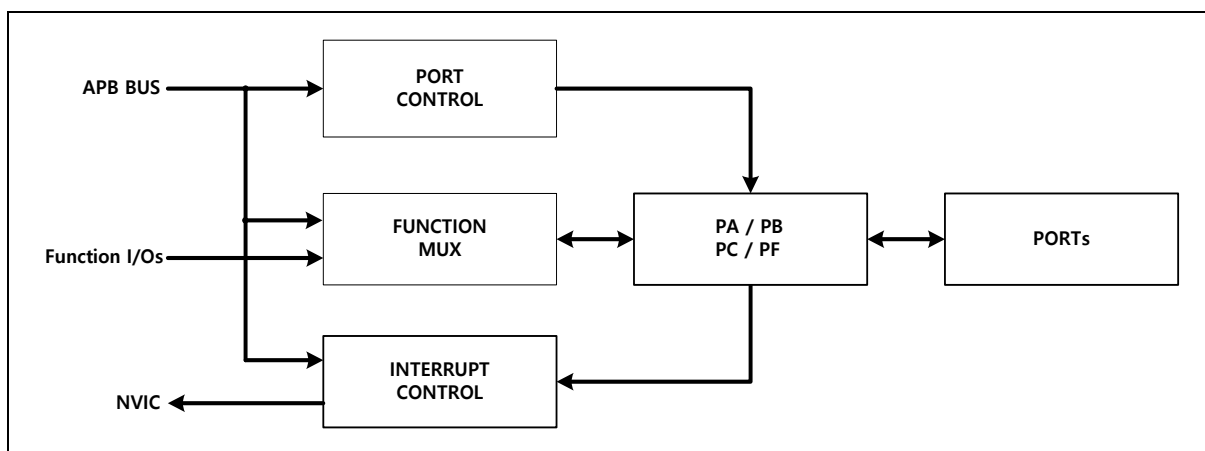 APB BUS
PORT
CONTROL
Function I/Os
FUNCTION
MUX
PA / PB
PC / PF
PORTs
INTERRUPT
CONTROL
NVIC